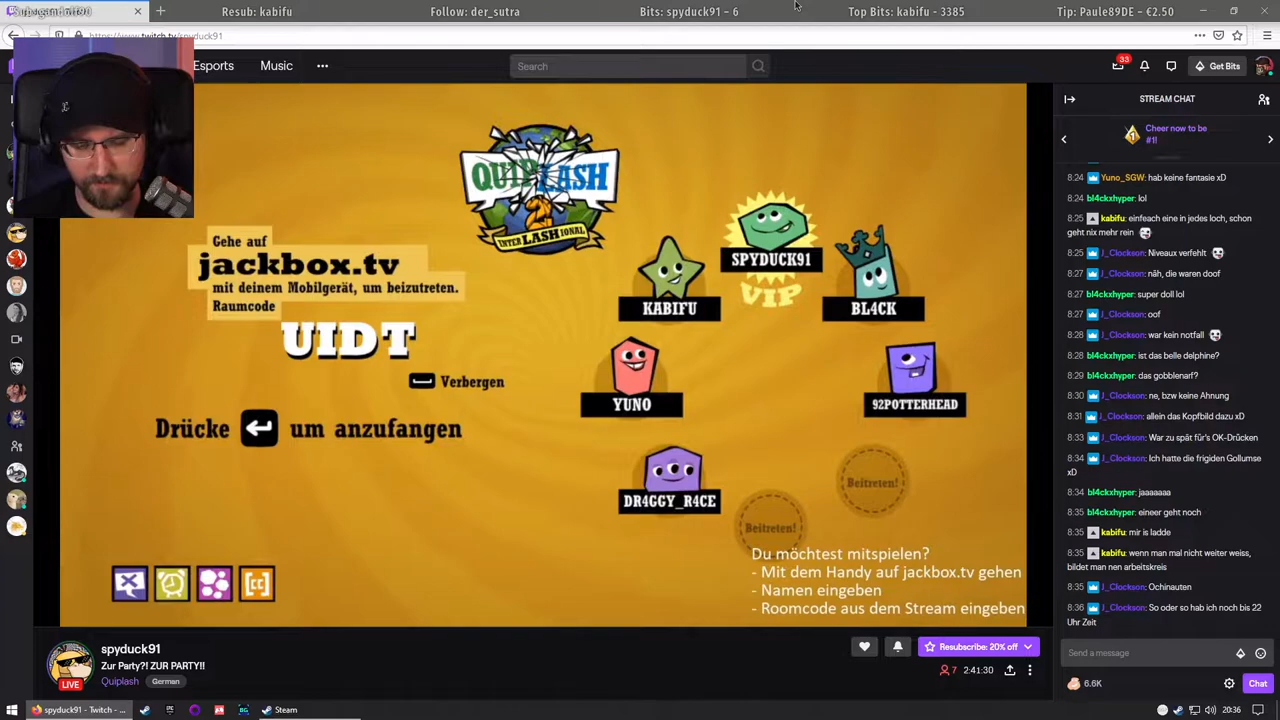 Resub: kabifu
Follow: der_sutra
Bits: spyduck91 - 6
Top Bits: kabifu - 3385
Tip: Paule89DE - €2.50
https://www.twitch.tv/spyduck91
Esports
Music
Search
33
Get Bits
STREAM CHAT
Cheer now to be
#1!
QUIPLASH
2
INTERLASHIONAL
Gehe auf
jackbox.tv
mit deinem Mobilgerät, um beizutreten.
Raumcode
UIDT
Verbergen
Drücke um anzufangen
SPYDUCK91
VIP
KABIFU
BL4CK
YUNO
92POTTERHEAD
DR4GGY_R4CE
Beitreten!
Beitreten!
Du möchtest mitspielen?
- Mit dem Handy auf jackbox.tv gehen
- Namen eingeben
- Roomcode aus dem Stream eingeben
8:24 Yuno_SGW: hab keine fantasie xD
8:24 bl4ckxhyper: lol
8:25 kabifu: einfeach eine in jedes loch, schon
geht nix mehr rein
8:25 J_Clockson: Niveaux verfehlt
8:27 J_Clockson: näh, die waren doof
8:27 bl4ckxhyper: super doll lol
8:27 J_Clockson: oof
8:28 J_Clockson: war kein notfall
8:28 bl4ckxhyper: ist das belle delphine?
8:29 bl4ckxhyper: das gobblenarf?
8:30 J_Clockson: ne, bzw keine Ahnung
8:31 J_Clockson: allein das Kopfbild dazu xD
8:33 J_Clockson: War zu spät für's OK-Drücken
8:34 J_Clockson: Ich hatte die frigiden Gollumse
xD
8:34 bl4ckxhyper: jaaaaaaa
8:35 bl4ckxhyper: eineer geht noch
8:35 kabifu: mir is ladde
8:35 kabifu: wenn man mal nicht weiter weiss,
bildet man nen arbeitskreis
8:35 J_Clockson: Ochinauten
8:36 J_Clockson: So oder so hab ich noch bis 22
Uhr Zeit
Send a message
6.6K
Chat
spyduck91
Zur Party?! ZUR PARTY!!
Quiplash
German
LIVE
Resubscribe: 20% off
7
2:41:30
spyduck91 - Twitch - ...
Steam
20:36